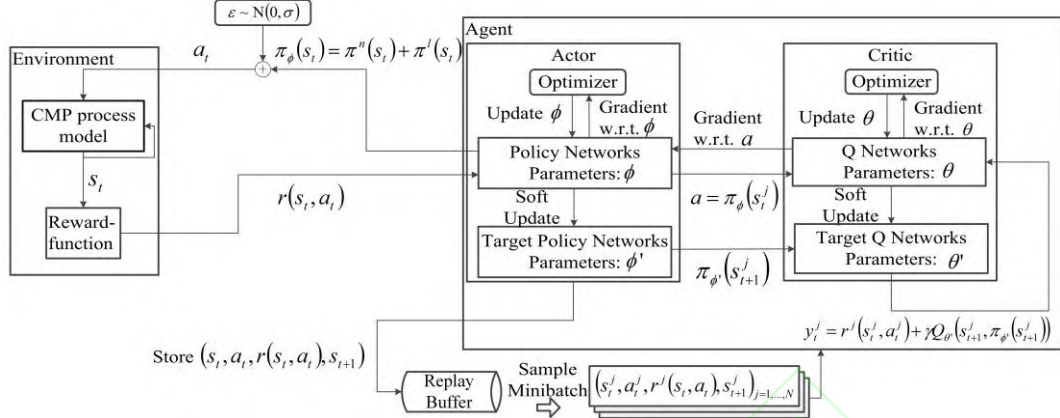 ε ~ N(0,σ)
Agent
a_t
π_ϕ(s_t) = π^n(s_t) + π^l(s_t)
Environment
CMP process
model
s_t
Reward-
function
r(s_t, a_t)
Actor
Optimizer
Update ϕ
Gradient
w.r.t. ϕ
Policy Networks
Parameters: ϕ
Soft
Update
Target Policy Networks
Parameters: ϕ'
Gradient
w.r.t. a
a = π_ϕ(s_t^j)
π_ϕ'(s_{t+1}^j)
Critic
Optimizer
Update θ
Gradient
w.r.t. θ
Q Networks
Parameters: θ
Soft
Update
Target Q Networks
Parameters: θ'
y_t^j = r^j(s_t^j, a_t^j) + γQ_θ'(s_{t+1}^j, π_ϕ'(s_{t+1}^j))
Store (s_t, a_t, r(s_t, a_t), s_{t+1})
Replay
Buffer
Sample
Minibatch
(s_t^j, a_t^j, r^j(s_t, a_t), s_{t+1}^j)_{j=1,...,N}